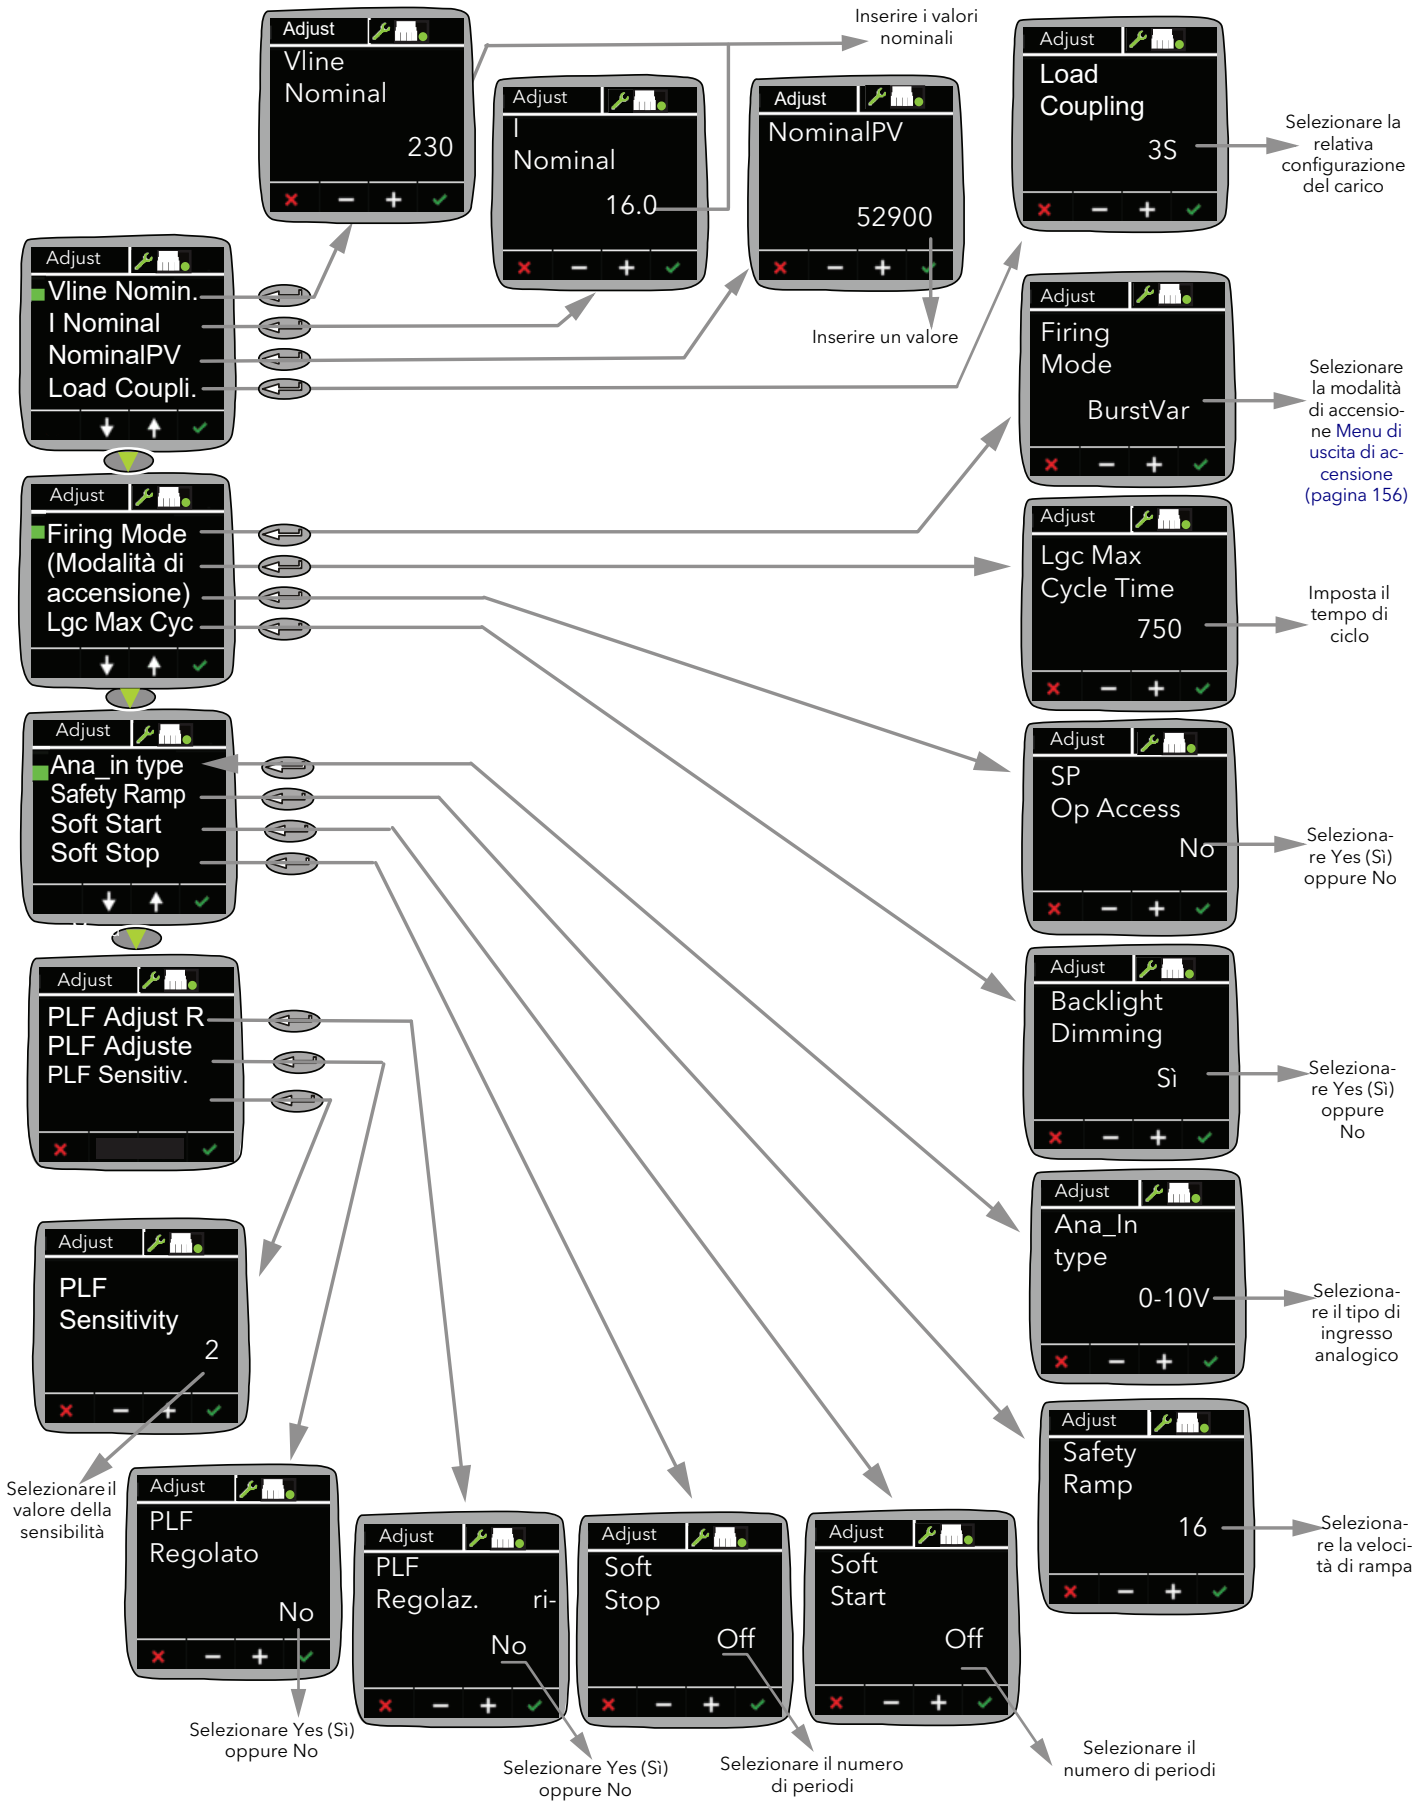 Adjust
Vline
Nominal
230
Inserire i valori
nominali
Adjust
I
Nominal
16.0
Adjust
NominalPV
52900
Inserire un valore
Adjust
Load
Coupling
3S
Selezionare la
relativa
configurazione
del carico
Adjust
Vline Nomin.
I Nominal
NominalPV
Load Coupli.
Adjust
Firing
Mode
BurstVar
Selezionare
la modalità
di accensio-
ne Menu di
uscita di ac-
censione
(pagina 156)
Adjust
Firing Mode
(Modalità di
accensione)
Lgc Max Cyc
Adjust
Lgc Max
Cycle Time
750
Imposta il
tempo di
ciclo
Adjust
Ana_in type
Safety Ramp
Soft Start
Soft Stop
Adjust
SP
Op Access
No
Seleziona-
re Yes (Sì)
oppure No
Adjust
PLF Adjust R
PLF Adjuste
PLF Sensitiv.
Adjust
Backlight
Dimming
Sì
Seleziona-
re Yes (Sì)
oppure
No
Adjust
Ana_In
type
0-10V
Seleziona-
re il tipo di
ingresso
analogico
Adjust
PLF
Sensitivity
2
Selezionare il
valore della
sensibilità
Adjust
Safety
Ramp
16
Seleziona-
re la veloci-
tà di rampa
Adjust
PLF
Regolato
No
Selezionare Yes (Sì)
oppure No
Adjust
PLF
Regolaz. ri-
No
Selezionare Yes (Sì)
oppure No
Adjust
Soft
Stop
Off
Selezionare il numero
di periodi
Adjust
Soft
Start
Off
Selezionare il
numero di periodi